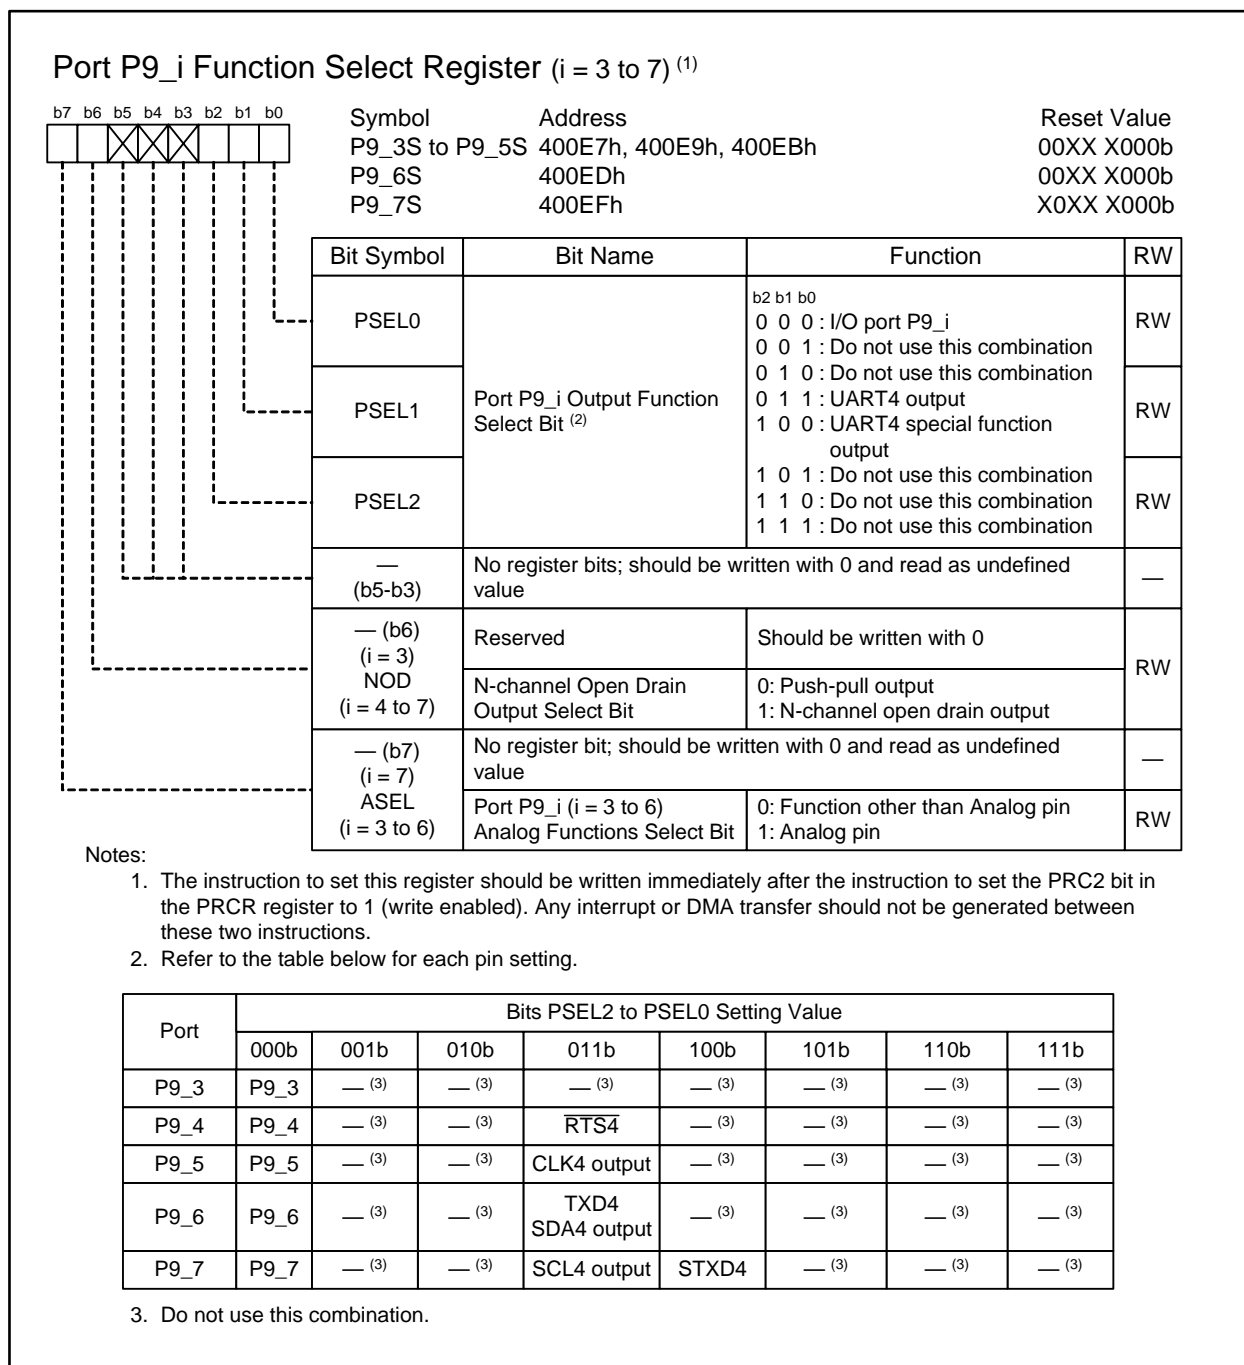 Port P9_i Function Select Register (i = 3 to 7) (1)
b7 b6 b5 b4 b3 b2 b1 b0
Symbol Address Reset Value
P9_3S to P9_5S 400E7h, 400E9h, 400EBh 00XX X000b
P9_6S 400EDh 00XX X000b
P9_7S 400EFh X0XX X000b
Bit Symbol Bit Name Function RW
PSEL0 RW
PSEL1 RW
PSEL2 RW
Port P9_i Output Function
Select Bit (2)
b2 b1 b0
0 0 0 : I/O port P9_i
0 0 1 : Do not use this combination
0 1 0 : Do not use this combination
0 1 1 : UART4 output
1 0 0 : UART4 special function
output
1 0 1 : Do not use this combination
1 1 0 : Do not use this combination
1 1 1 : Do not use this combination
—
(b5-b3)
No register bits; should be written with 0 and read as undefined
value
—
— (b6)
(i = 3)
NOD
(i = 4 to 7)
Reserved Should be written with 0
RW
N-channel Open Drain
Output Select Bit
0: Push-pull output
1: N-channel open drain output
— (b7)
(i = 7)
ASEL
(i = 3 to 6)
No register bit; should be written with 0 and read as undefined
value
—
Port P9_i (i = 3 to 6)
Analog Functions Select Bit
0: Function other than Analog pin
1: Analog pin
RW
Notes:
1. The instruction to set this register should be written immediately after the instruction to set the PRC2 bit in
the PRCR register to 1 (write enabled). Any interrupt or DMA transfer should not be generated between
these two instructions.
2. Refer to the table below for each pin setting.
Port Bits PSEL2 to PSEL0 Setting Value
000b 001b 010b 011b 100b 101b 110b 111b
P9_3 P9_3 — (3) — (3) — (3) — (3) — (3) — (3) — (3)
P9_4 P9_4 — (3) — (3) RTS4 — (3) — (3) — (3) — (3)
P9_5 P9_5 — (3) — (3) CLK4 output — (3) — (3) — (3) — (3)
P9_6 P9_6 — (3) — (3) TXD4
SDA4 output — (3) — (3) — (3) — (3)
P9_7 P9_7 — (3) — (3) SCL4 output STXD4 — (3) — (3) — (3)
3. Do not use this combination.